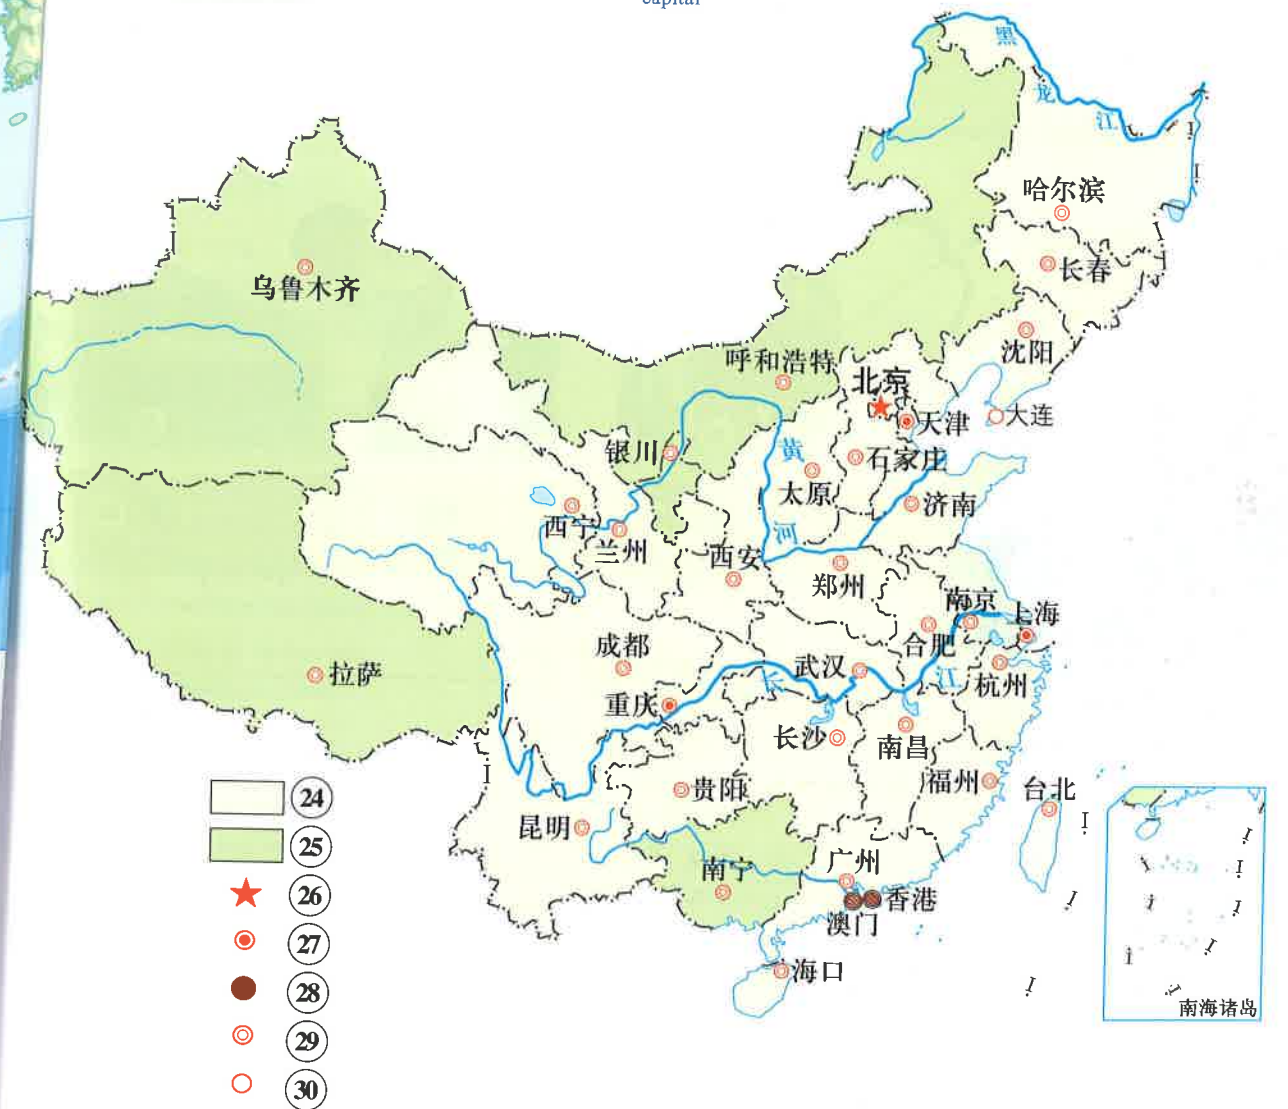 capital
黑
龙
江
哈尔滨
长春
乌鲁木齐
沈阳
呼和浩特
北京
天津
大连
银川
黄
石家庄
太原
济南
西宁
河
兰州
西安
郑州
南京
上海
合肥
成都
武汉
拉萨
长
江
杭州
重庆
长沙
南昌
福州
台北
贵阳
昆明
广州
南宁
香港
澳门
海口
南海诸岛
24
25
26
27
28
29
30